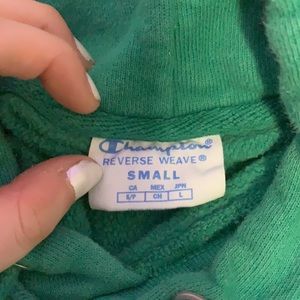 Champion
REVERSE WEAVE®
SMALL
CA MEX JPN
S/P CH L